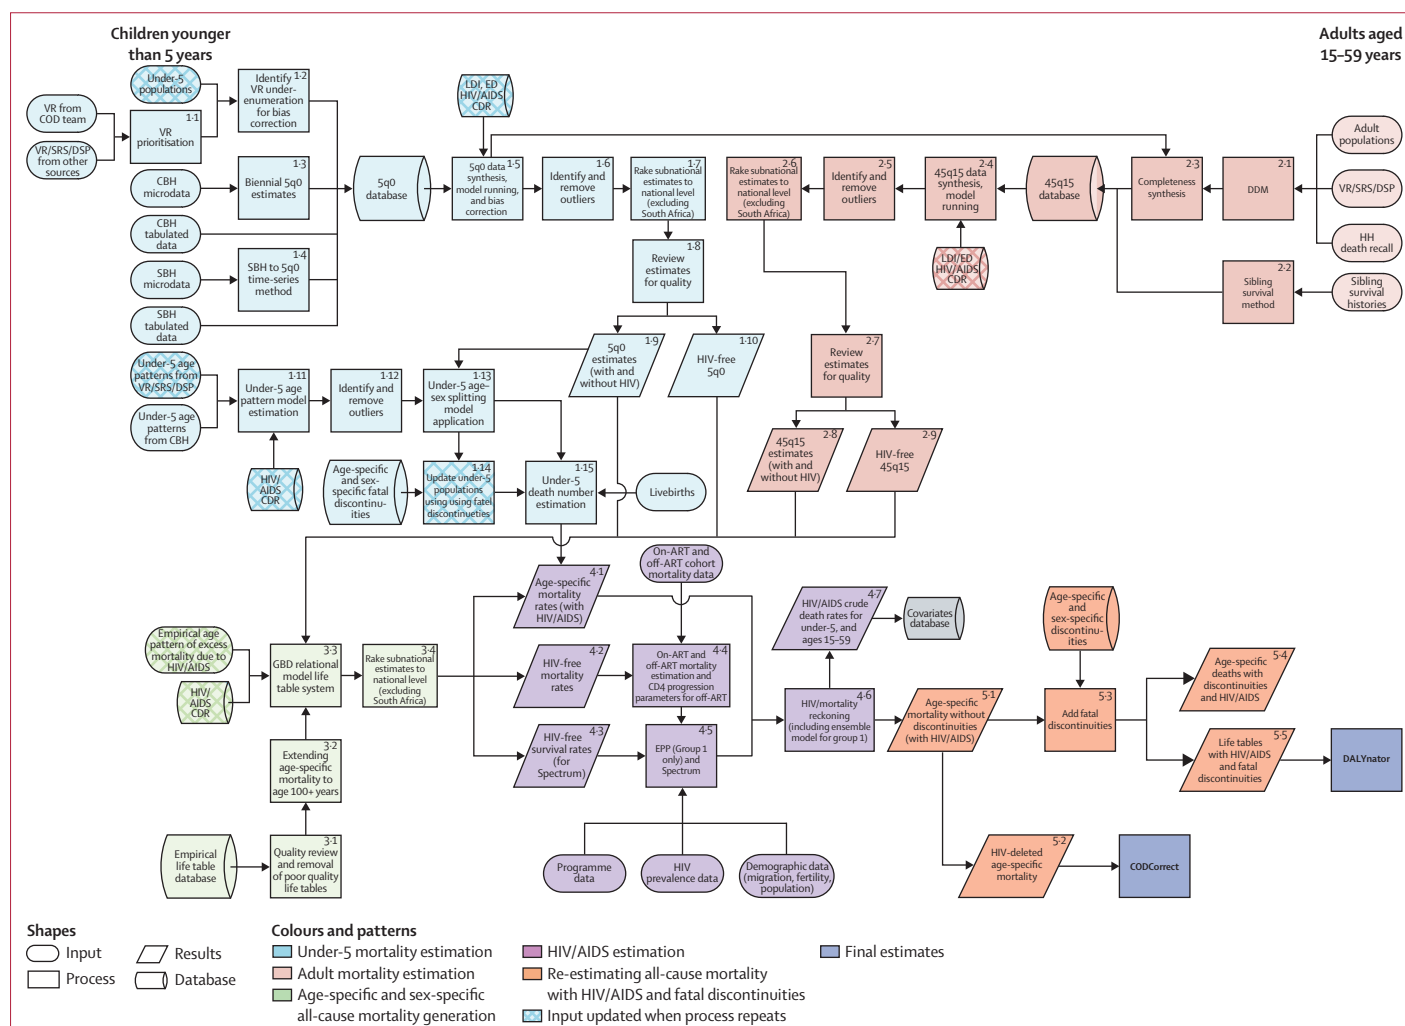 Children younger
than 5 years
Adults aged
15–59 years
Under-5
populations
VR from
COD team
VR/SRS/DSP
from other
sources
1·1
VR
prioritisation
1·2
Identify
VR under-
enumeration
for bias
correction
CBH
microdata
1·3
Biennial 5q0
estimates
CBH
tabulated
data
SBH
microdata
1·4
SBH to 5q0
time-series
method
SBH
tabulated
data
5q0
database
LDI, ED
HIV/AIDS
CDR
1·5
5q0 data
synthesis,
model running,
and bias
correction
1·6
Identify and
remove
outliers
1·7
Rake subnational
estimates to
national level
(excluding
South Africa)
1·8
Review
estimates
for quality
1·9
5q0
estimates
(with and
without HIV)
1·10
HIV-free
5q0
2·6
Rake subnational
estimates to
national level
(excluding
South Africa)
2·5
Identify and
remove
outliers
2·4
45q15 data
synthesis,
model
running
LDI/ED
HIV/AIDS
CDR
45q15
database
2·3
Completeness
synthesis
2·1
DDM
Adult
populations
VR/SRS/DSP
HH
death recall
2·2
Sibling
survival
method
Sibling
survival
histories
2·7
Review
estimates
for quality
2·8
45q15
estimates
(with and
without HIV)
2·9
HIV-free
45q15
Under-5 age
patterns from
VR/SRS/DSP
Under-5 age
patterns
from CBH
1·11
Under-5 age
pattern model
estimation
HIV/
AIDS
CDR
1·12
Identify and
remove
outliers
1·13
Under-5 age–
sex splitting
model
application
Age-specific
and sex-
specific fatal
discontinu-
ities
1·14
Update under-5
populations
using using fatel
discontinueties
1·15
Under-5
death number
estimation
Livebirths
Empirical age
pattern of excess
mortality due to
HIV/AIDS
HIV/
AIDS
CDR
3·3
GBD relational
model life
table system
3·4
Rake subnational
estimates to
national level
(excluding
South Africa)
3·2
Extending
age-specific
mortality to
age 100+ years
Empirical
life table
database
3·1
Quality review
and removal
of poor quality
life tables
4·1
Age-specific
mortality
rates (with
HIV/AIDS)
4·2
HIV-free
mortality
rates
4·3
HIV-free
survival rates
(for
Spectrum)
On-ART and
off-ART cohort
mortality data
4·4
On-ART and
off-ART mortality
estimation and
CD4 progression
parameters for off-ART
4·5
EPP (Group 1
only) and
Spectrum
Programme
data
HIV
prevalence data
Demographic data
(migration, fertility,
population)
4·7
HIV/AIDS crude
death rates for
under-5, and
ages 15–59
Covariates
database
4·6
HIV/mortality
reckoning
(including ensemble
model for group 1)
5·1
Age-specific
mortality without
discontinuities
(with HIV/AIDS)
Age-specific
and
sex-specific
discontinu-
ities
5·3
Add fatal
discontinuities
5·4
Age-specific
deaths with
discontinuities
and HIV/AIDS
5·5
Life tables
with HIV/AIDS
and fatal
discontinuities
DALYnator
5·2
HIV-deleted
age-specific
mortality
CODCorrect
Shapes
Input
Results
Process
Database
Colours and patterns
Under-5 mortality estimation
Adult mortality estimation
Age-specific and sex-specific
all-cause mortality generation
HIV/AIDS estimation
Re-estimating all-cause mortality
with HIV/AIDS and fatal discontinuities
Input updated when process repeats
Final estimates